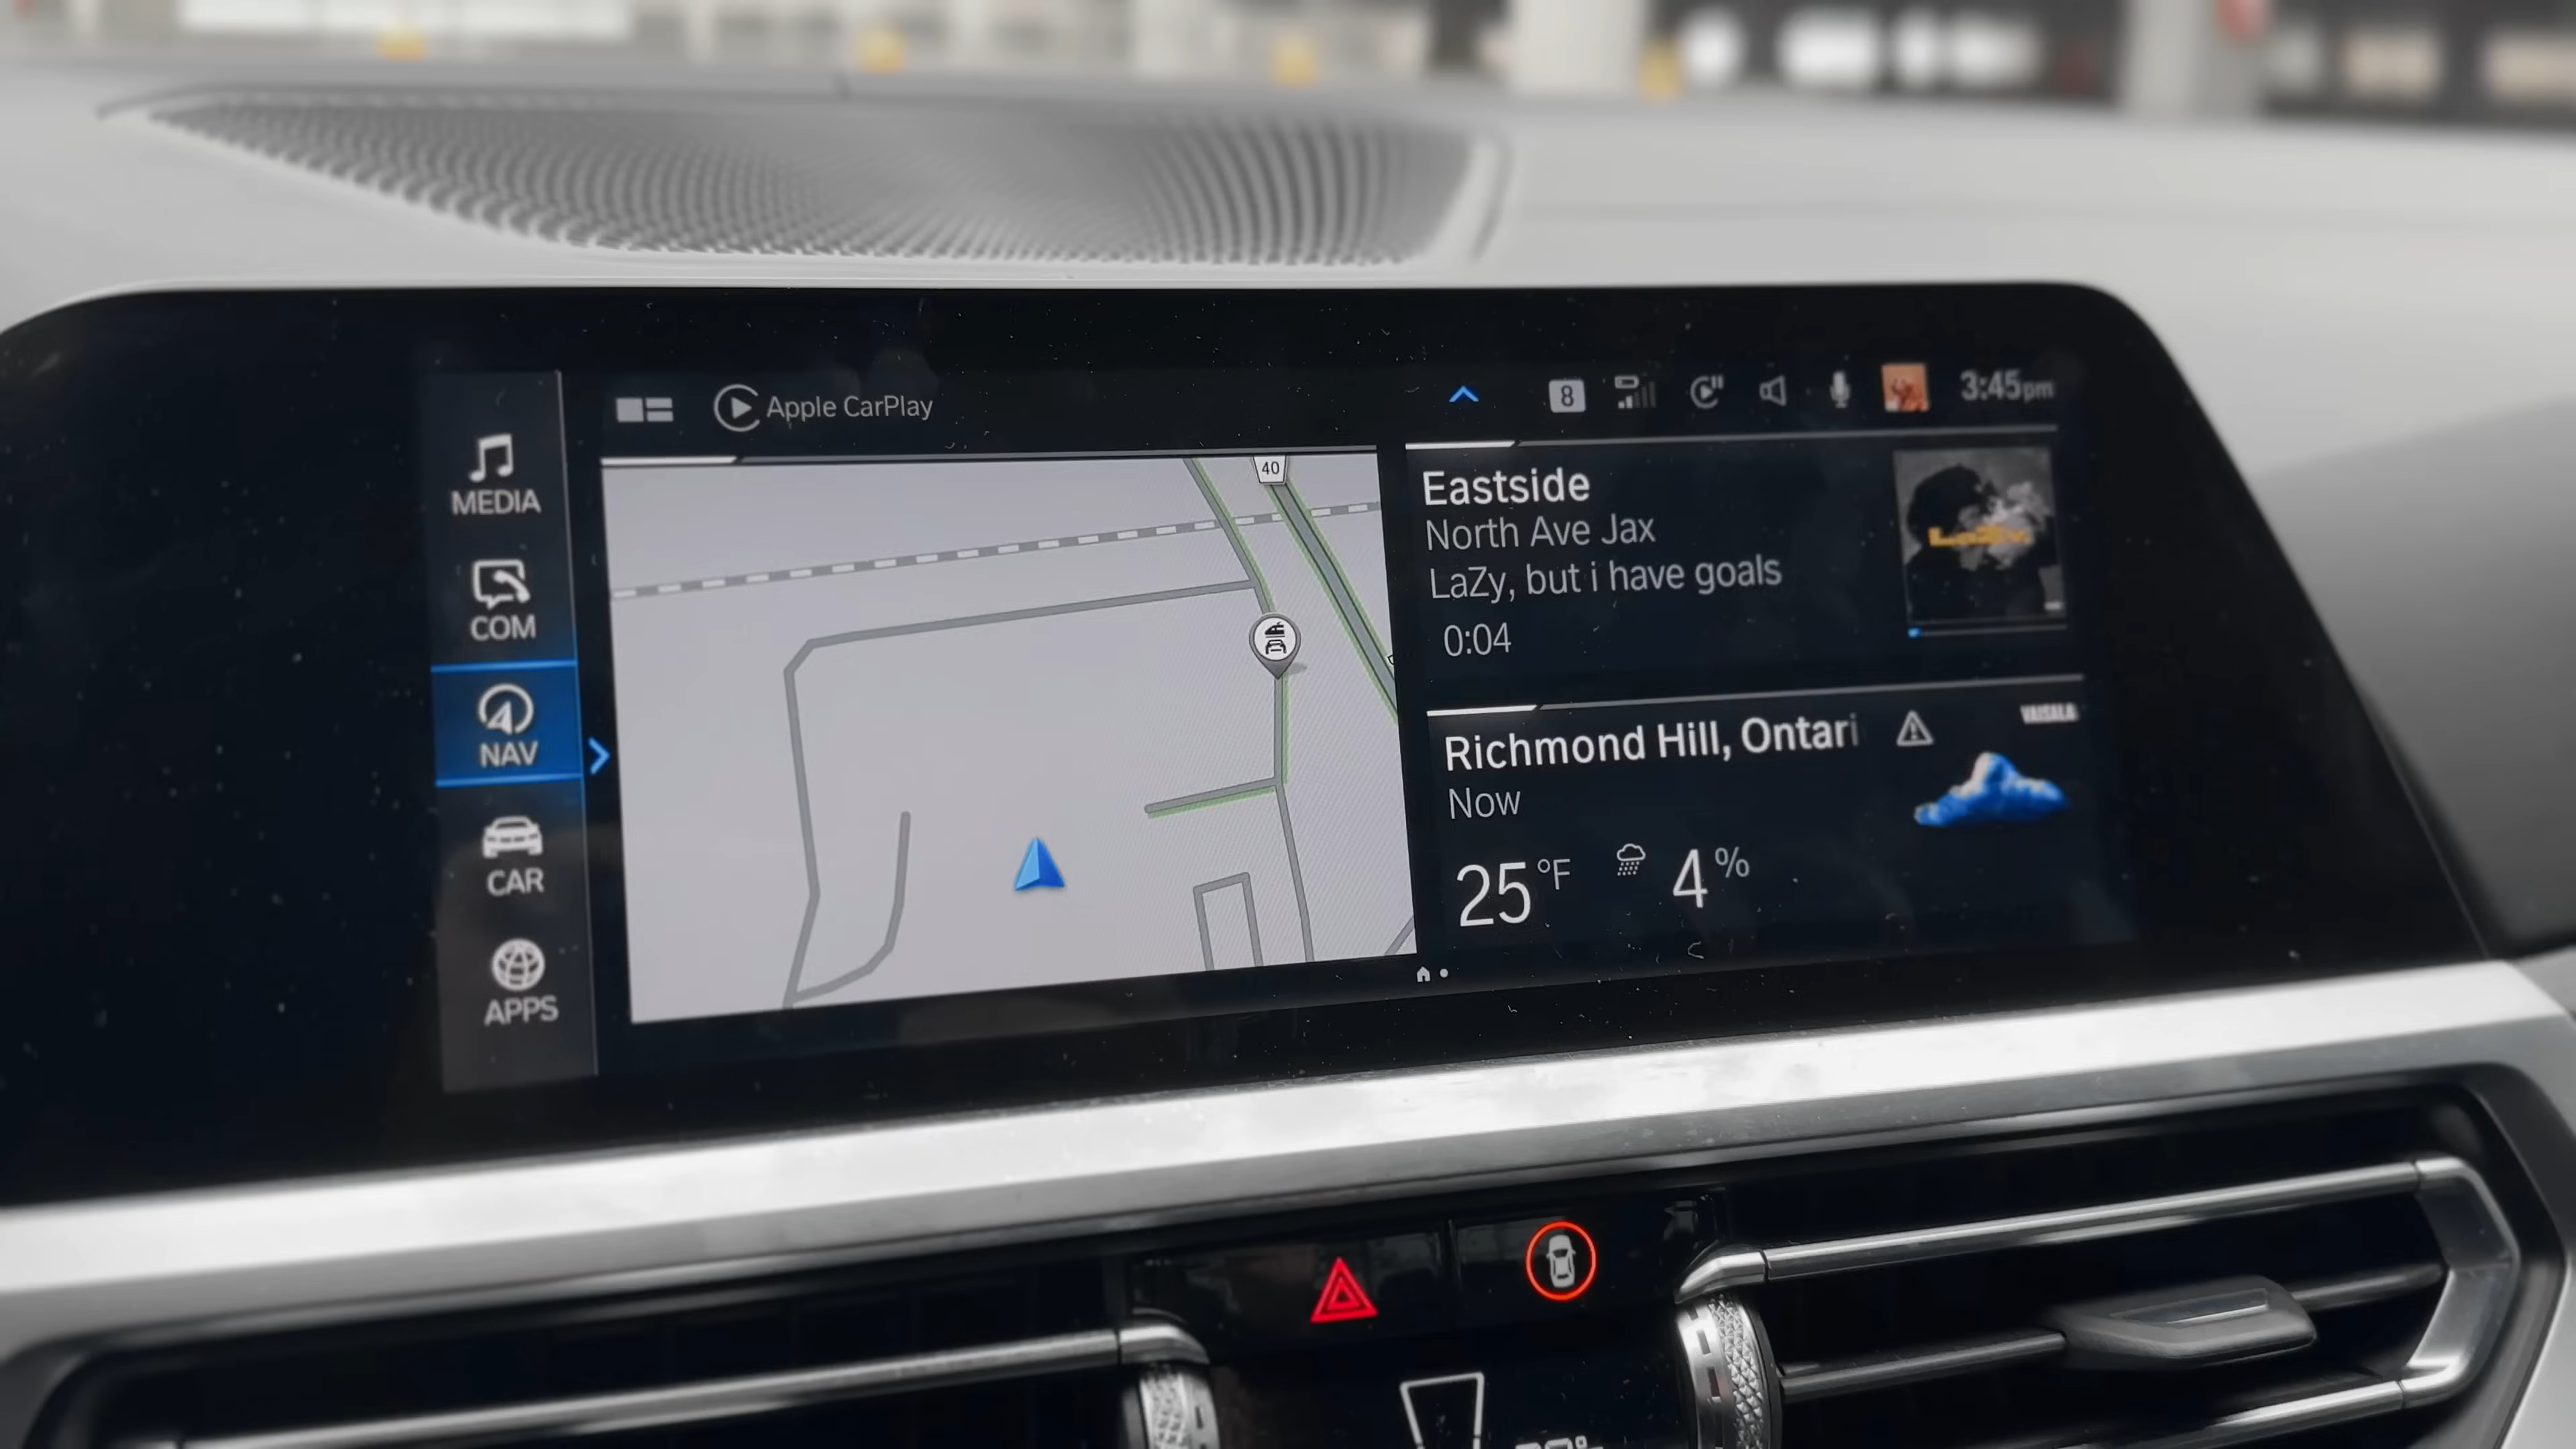 Apple CarPlay
8
3:45pm
MEDIA
COM
NAV
CAR
APPS
40
Eastside
North Ave Jax
LaZy, but i have goals
0:04
LaZy
Richmond Hill, Ontari
VAISALA
Now
25 °F
4 %